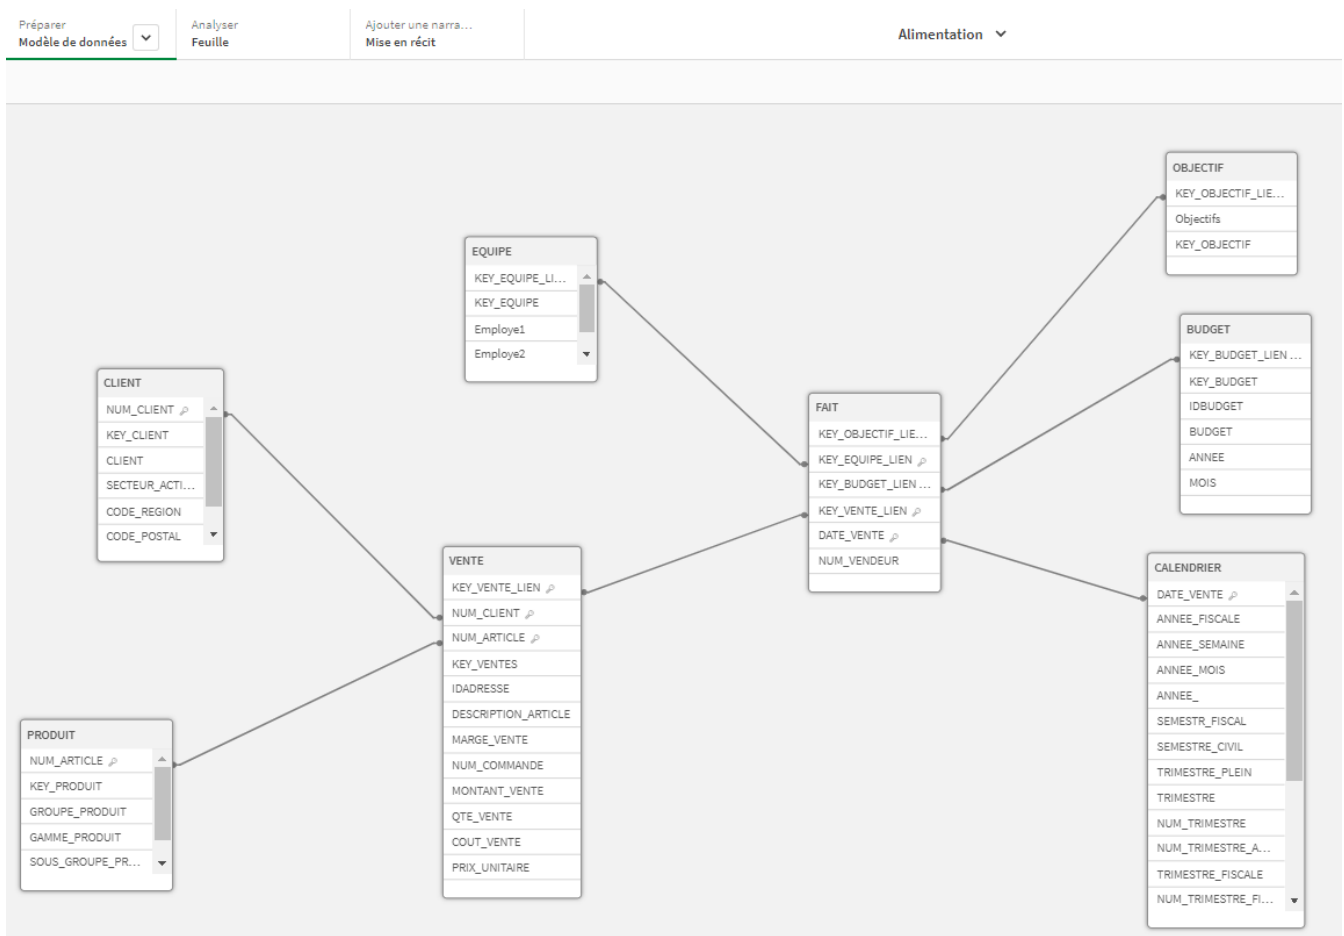 Préparer
Modèle de données
Analyser
Feuille
Ajouter une narra...
Mise en récit
Alimentation
OBJECTIF
KEY_OBJECTIF_LIE...
Objectifs
KEY_OBJECTIF
EQUIPE
KEY_EQUIPE_LI...
KEY_EQUIPE
Employe1
Employe2
BUDGET
KEY_BUDGET_LIEN ...
KEY_BUDGET
IDBUDGET
BUDGET
ANNEE
MOIS
CLIENT
NUM_CLIENT
KEY_CLIENT
CLIENT
SECTEUR_ACTI...
CODE_REGION
CODE_POSTAL
FAIT
KEY_OBJECTIF_LIE...
KEY_EQUIPE_LIEN
KEY_BUDGET_LIEN ...
KEY_VENTE_LIEN
DATE_VENTE
NUM_VENDEUR
VENTE
KEY_VENTE_LIEN
NUM_CLIENT
NUM_ARTICLE
KEY_VENTES
IDADRESSE
DESCRIPTION_ARTICLE
MARGE_VENTE
NUM_COMMANDE
MONTANT_VENTE
QTE_VENTE
COUT_VENTE
PRIX_UNITAIRE
CALENDRIER
DATE_VENTE
ANNEE_FISCALE
ANNEE_SEMAINE
ANNEE_MOIS
ANNEE_
SEMESTR_FISCAL
SEMESTRE_CIVIL
TRIMESTRE_PLEIN
TRIMESTRE
NUM_TRIMESTRE
NUM_TRIMESTRE_A...
TRIMESTRE_FISCALE
NUM_TRIMESTRE_FI...
PRODUIT
NUM_ARTICLE
KEY_PRODUIT
GROUPE_PRODUIT
GAMME_PRODUIT
SOUS_GROUPE_PR...